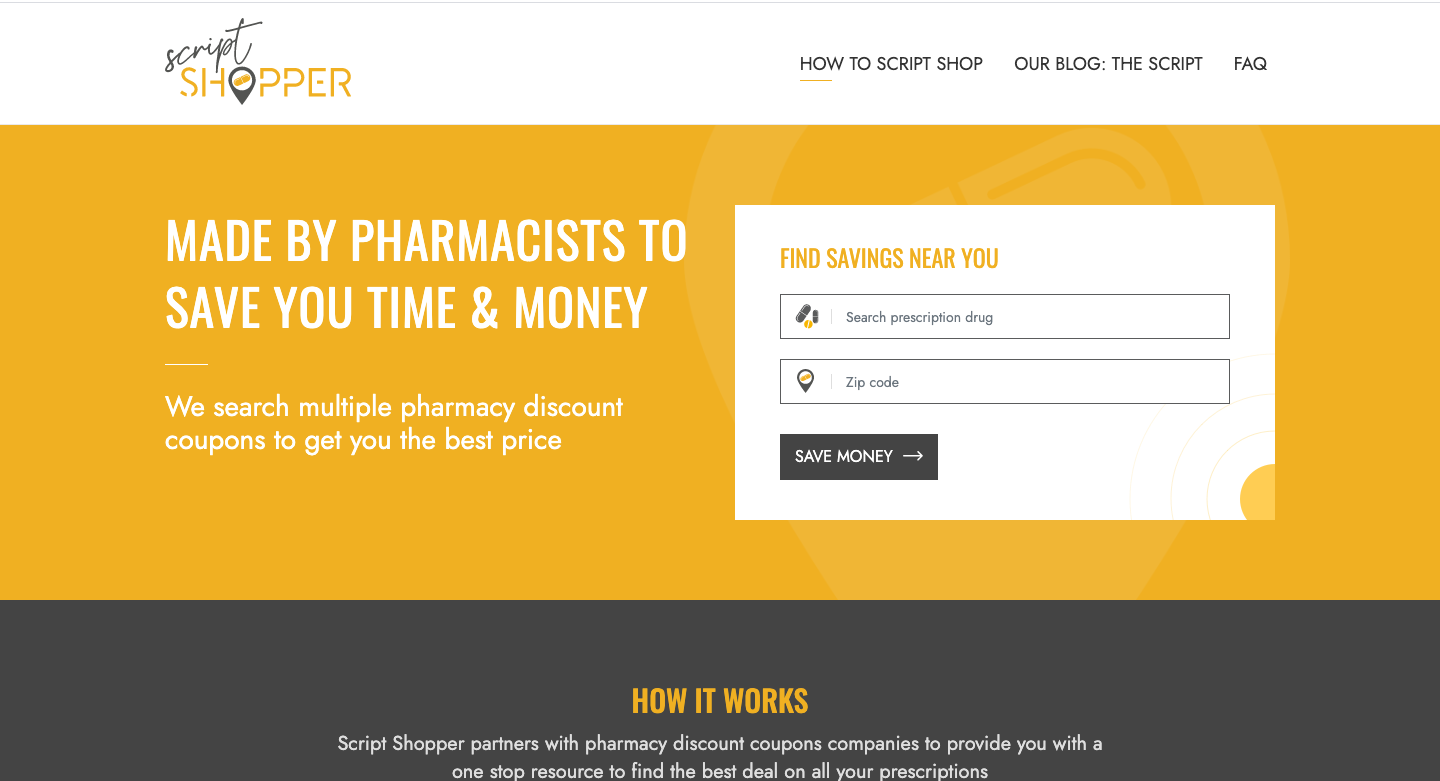 script
SHOPPER
HOW TO SCRIPT SHOP OUR BLOG: THE SCRIPT FAQ
MADE BY PHARMACISTS TO
SAVE YOU TIME & MONEY
We search multiple pharmacy discount
coupons to get you the best price
FIND SAVINGS NEAR YOU
Search prescription drug
Zip code
SAVE MONEY
HOW IT WORKS
Script Shopper partners with pharmacy discount coupons companies to provide you with a
one stop resource to find the best deal on all your prescriptions